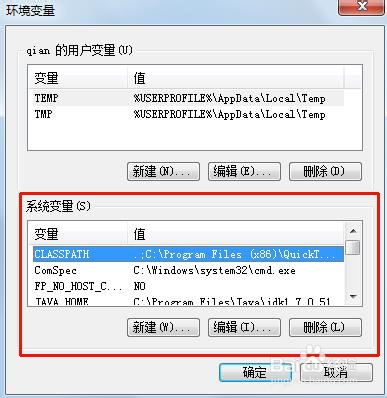 环境变量
qian 的用户变量(U)
变量 值
TEMP %USERPROFILE%\AppData\Local\Temp
TMP %USERPROFILE%\AppData\Local\Temp
新建(N)... 编辑(E)... 删除(D)
系统变量(S)
变量 值
CLASSPATH .;C:\Program Files (x86)\QuickT...
ComSpec C:\Windows\system32\cmd.exe
FP_NO_HOST_C... NO
JAVA_HOME C:\Program Files\Java\jdk1.7.0_51
新建(W)... 编辑(I)... 删除(L)
确定 取消